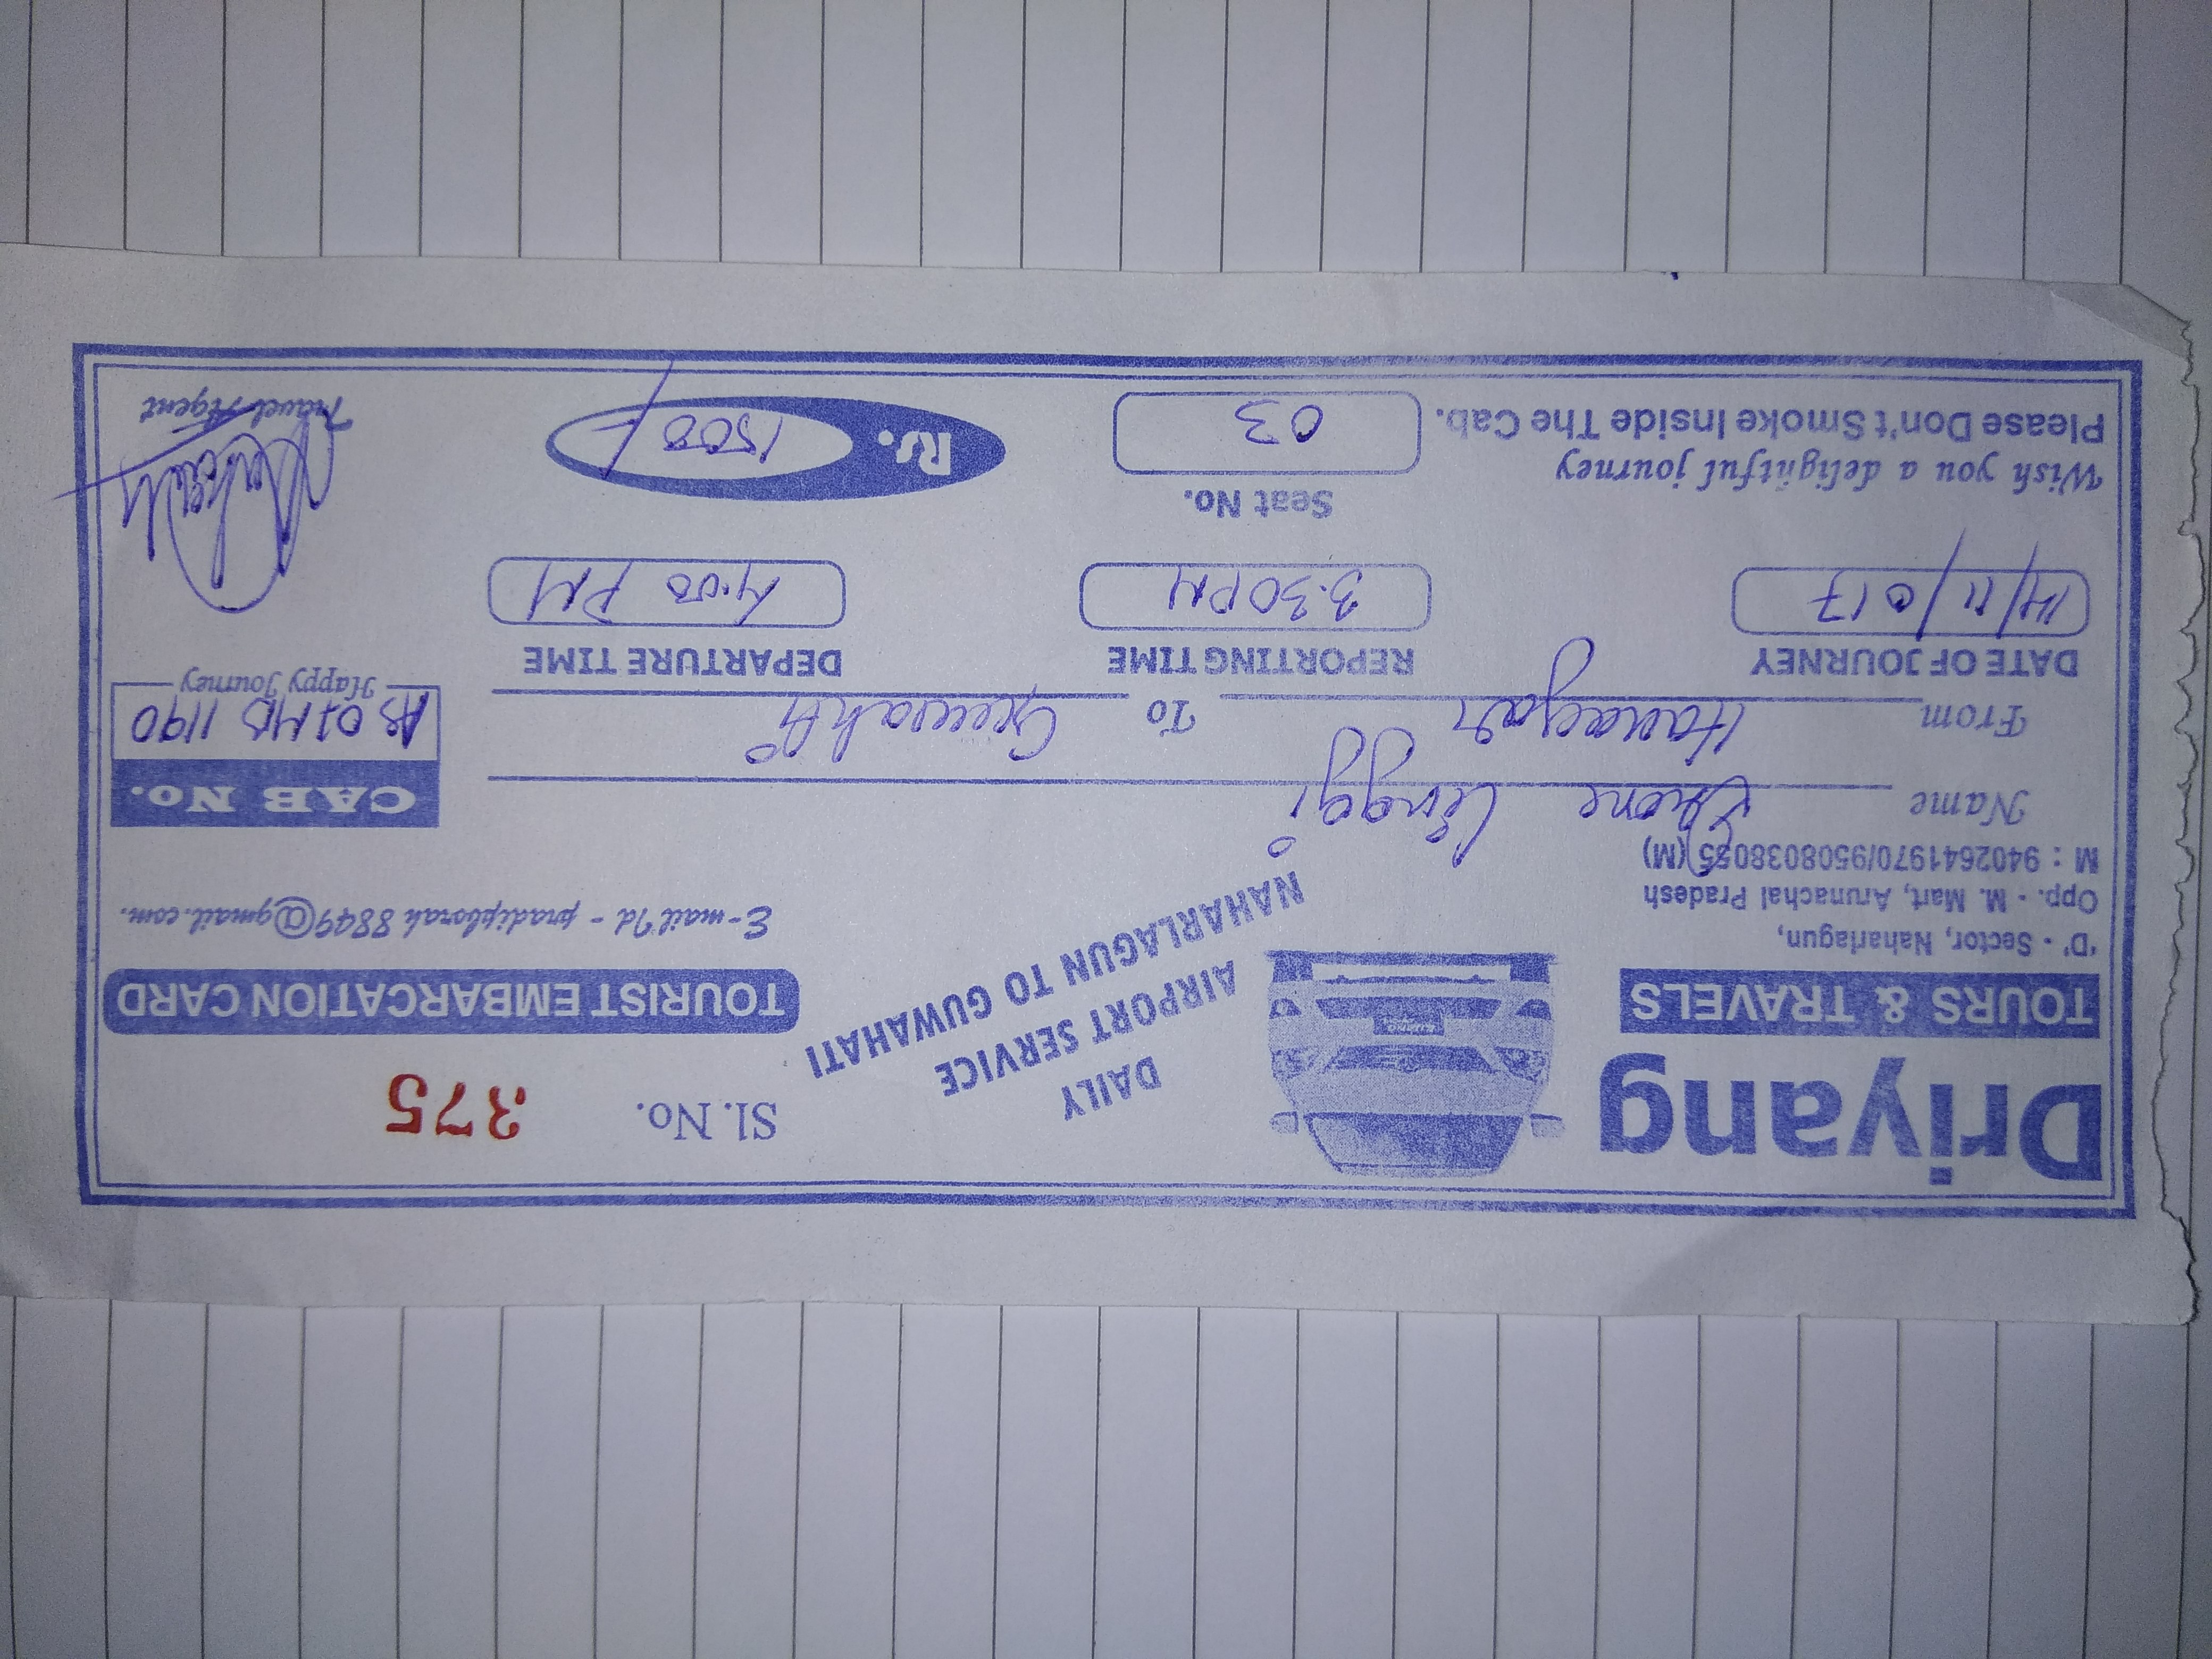 Driyang
TOURS & TRAVELS
'D' - Sector, Naharlagun,
Opp. - M. Mart, Arunachal Pradesh
M : 9402641970/9508038055 (M)
DAILY
AIRPORT SERVICE
NAHARLAGUN TO GUWAHATI
Sl. No. 375
TOURIST EMBARCATION CARD
E-mail Id - pradipborah 8849@gmail.com.
Name Linggi
From Itanagar To Guwahati
CAB No.
AS 01 HB 1190
Happy Journey
DATE OF JOURNEY REPORTING TIME DEPARTURE TIME
14/11/017 3.30 PM 4.00 PM
Wish you a delightful journey
Please Don't Smoke Inside The Cab.
Seat No.
03
Rs. 1500/-
Travel Agent